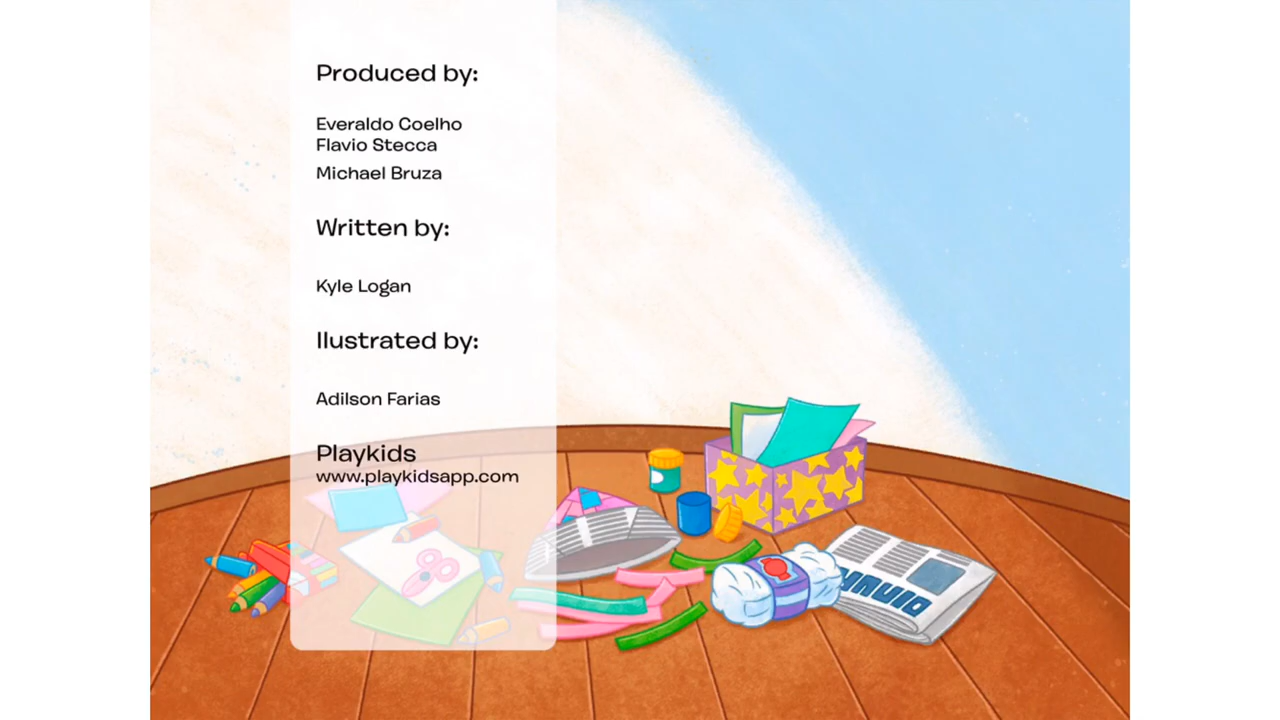 Produced by:
Everaldo Coelho
Flavio Stecca
Michael Bruza
Written by:
Kyle Logan
llustrated by:
Adilson Farias
Playkids
www.playkidsapp.com